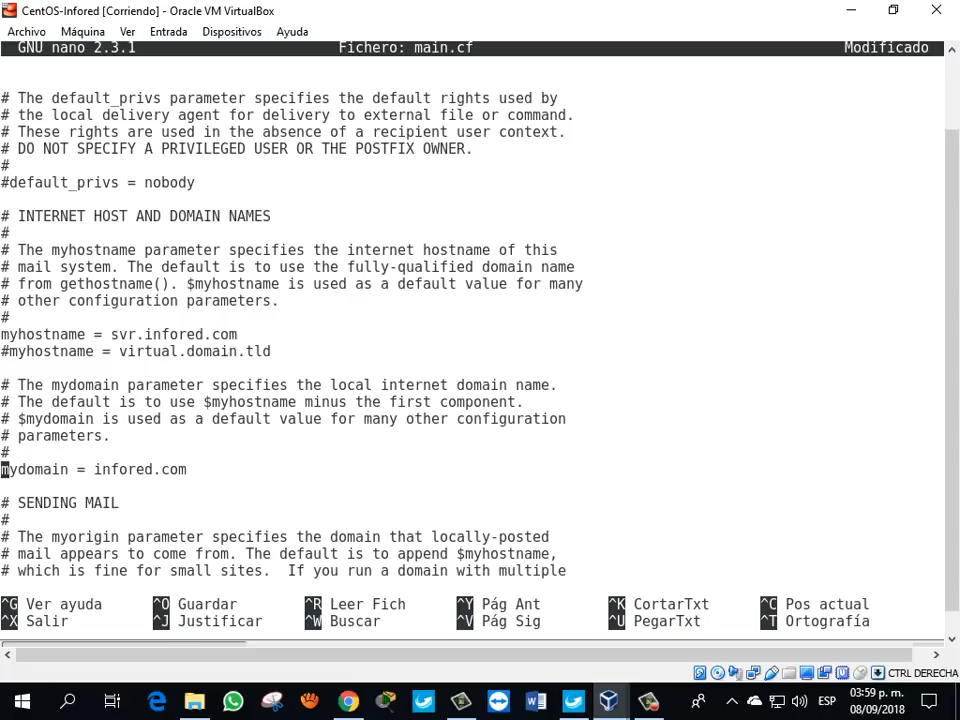 CentOS-Infored [Corriendo] - Oracle VM VirtualBox
Archivo Máquina Ver Entrada Dispositivos Ayuda
GNU nano 2.3.1 Fichero: main.cf Modificado
# The default_privs parameter specifies the default rights used by
# the local delivery agent for delivery to external file or command.
# These rights are used in the absence of a recipient user context.
# DO NOT SPECIFY A PRIVILEGED USER OR THE POSTFIX OWNER.
#
#default_privs = nobody
# INTERNET HOST AND DOMAIN NAMES
#
# The myhostname parameter specifies the internet hostname of this
# mail system. The default is to use the fully-qualified domain name
# from gethostname(). $myhostname is used as a default value for many
# other configuration parameters.
#
myhostname = svr.infored.com
#myhostname = virtual.domain.tld
# The mydomain parameter specifies the local internet domain name.
# The default is to use $myhostname minus the first component.
# $mydomain is used as a default value for many other configuration
# parameters.
#
mydomain = infored.com
# SENDING MAIL
#
# The myorigin parameter specifies the domain that locally-posted
# mail appears to come from. The default is to append $myhostname,
# which is fine for small sites.  If you run a domain with multiple
^G Ver ayuda ^O Guardar ^R Leer Fich ^Y Pág Ant ^K CortarTxt ^C Pos actual
^X Salir ^J Justificar ^W Buscar ^V Pág Sig ^U PegarTxt ^T Ortografía
CTRL DERECHA
ESP
03:59 p. m.
08/09/2018